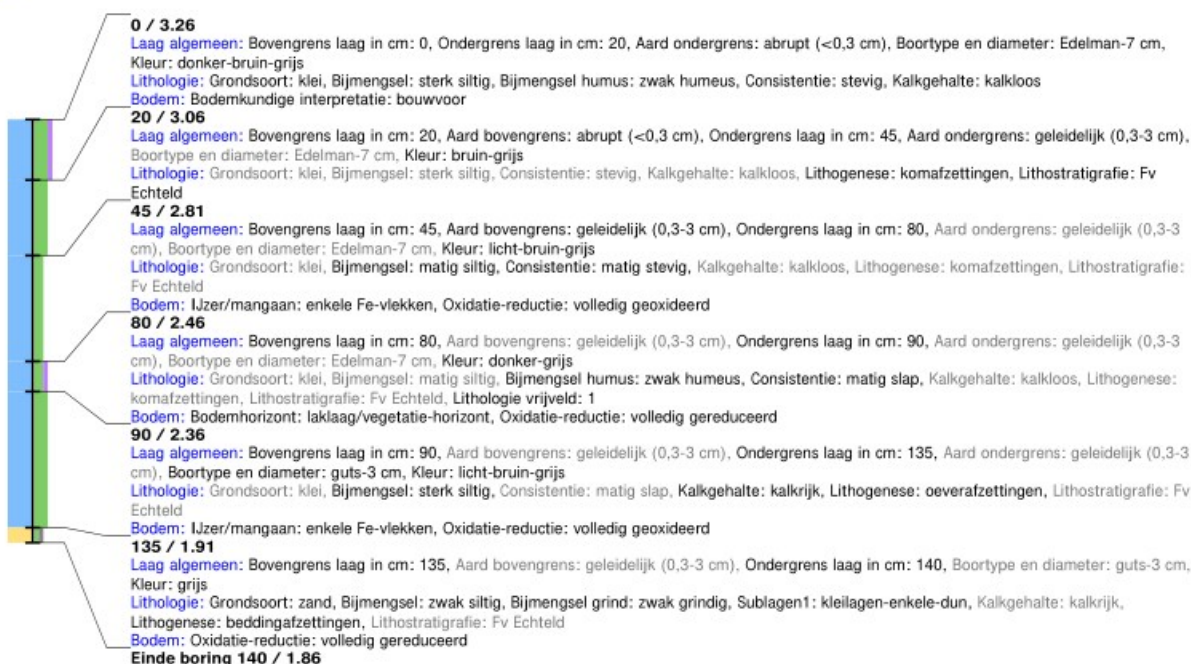 0 / 3.26
Laag algemeen: Bovengrens laag in cm: 0, Ondergrens laag in cm: 20, Aard ondergrens: abrupt (<0,3 cm), Boortype en diameter: Edelman-7 cm,
Kleur: donker-bruin-grijs
Lithologie: Grondsoort: klei, Bijmengsel: sterk siltig, Bijmengsel humus: zwak humeus, Consistentie: stevig, Kalkgehalte: kalkloos
Bodem: Bodemkundige interpretatie: bouwvoor
20 / 3.06
Laag algemeen: Bovengrens laag in cm: 20, Aard bovengrens: abrupt (<0,3 cm), Ondergrens laag in cm: 45, Aard ondergrens: geleidelijk (0,3-3 cm),
Boortype en diameter: Edelman-7 cm, Kleur: bruin-grijs
Lithologie: Grondsoort: klei, Bijmengsel: sterk siltig, Consistentie: stevig, Kalkgehalte: kalkloos, Lithogenese: komafzettingen, Lithostratigrafie: Fv
Echteld
45 / 2.81
Laag algemeen: Bovengrens laag in cm: 45, Aard bovengrens: geleidelijk (0,3-3 cm), Ondergrens laag in cm: 80, Aard ondergrens: geleidelijk (0,3-3
cm), Boortype en diameter: Edelman-7 cm, Kleur: licht-bruin-grijs
Lithologie: Grondsoort: klei, Bijmengsel: matig siltig, Consistentie: matig stevig, Kalkgehalte: kalkloos, Lithogenese: komafzettingen, Lithostratigrafie:
Fv Echteld
Bodem: IJzer/mangaan: enkele Fe-vlekken, Oxidatie-reductie: volledig geoxideerd
80 / 2.46
Laag algemeen: Bovengrens laag in cm: 80, Aard bovengrens: geleidelijk (0,3-3 cm), Ondergrens laag in cm: 90, Aard ondergrens: geleidelijk (0,3-3
cm), Boortype en diameter: Edelman-7 cm, Kleur: donker-grijs
Lithologie: Grondsoort: klei, Bijmengsel: matig siltig, Bijmengsel humus: zwak humeus, Consistentie: matig slap, Kalkgehalte: kalkloos, Lithogenese:
komafzettingen, Lithostratigrafie: Fv Echteld, Lithologie vrijveld: 1
Bodem: Bodemhorizont: laklaag/vegetatie-horizont, Oxidatie-reductie: volledig gereduceerd
90 / 2.36
Laag algemeen: Bovengrens laag in cm: 90, Aard bovengrens: geleidelijk (0,3-3 cm), Ondergrens laag in cm: 135, Aard ondergrens: geleidelijk (0,3-3
cm), Boortype en diameter: guts-3 cm, Kleur: licht-bruin-grijs
Lithologie: Grondsoort: klei, Bijmengsel: sterk siltig, Consistentie: matig slap, Kalkgehalte: kalkrijk, Lithogenese: oeverafzettingen, Lithostratigrafie: Fv
Echteld
Bodem: IJzer/mangaan: enkele Fe-vlekken, Oxidatie-reductie: volledig geoxideerd
135 / 1.91
Laag algemeen: Bovengrens laag in cm: 135, Aard bovengrens: geleidelijk (0,3-3 cm), Ondergrens laag in cm: 140, Boortype en diameter: guts-3 cm,
Kleur: grijs
Lithologie: Grondsoort: zand, Bijmengsel: zwak siltig, Bijmengsel grind: zwak grindig, Sublagen1: kleilagen-enkele-dun, Kalkgehalte: kalkrijk,
Lithogenese: beddingafzettingen, Lithostratigrafie: Fv Echteld
Bodem: Oxidatie-reductie: volledig gereduceerd
Einde boring 140 / 1.86